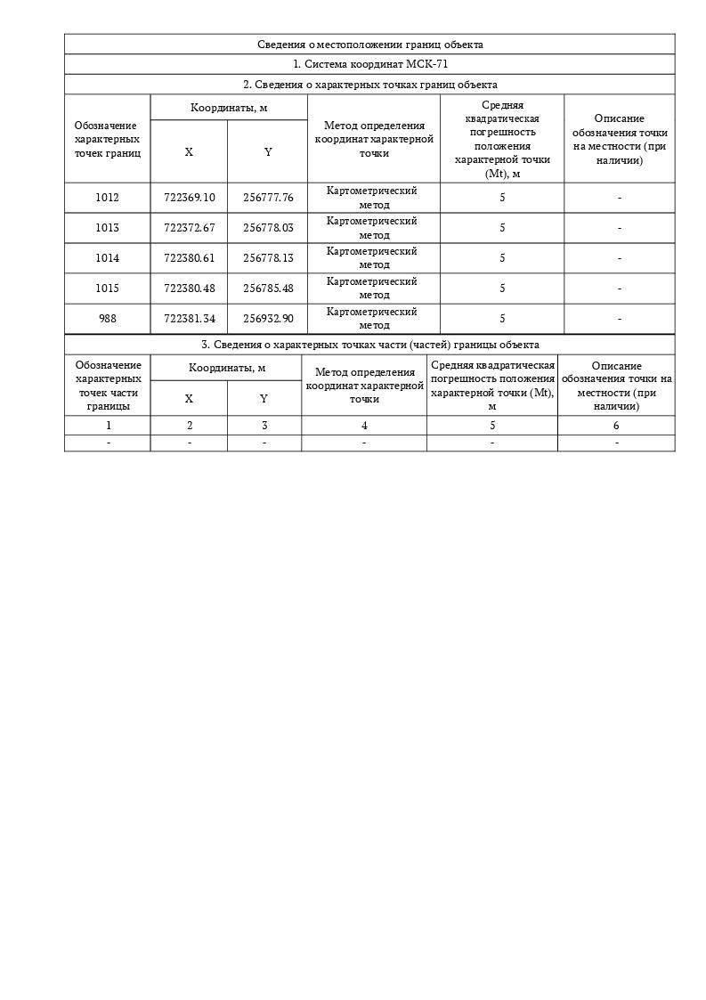 Сведения о местоположении границ объекта
1. Система координат МСК-71
2. Сведения о характерных точках границ объекта
Обозначение
характерных
точек границ
Координаты, м
X
Y
Метод определения
координат характерной
точки
Средняя
квадратическая
погрешность
положения
характерной точки
(Mt), м
Описание
обозначения точки
на местности (при
наличии)
1012 722369.10 256777.76 Картометрический
метод 5 -
1013 722372.67 256778.03 Картометрический
метод 5 -
1014 722380.61 256778.13 Картометрический
метод 5 -
1015 722380.48 256785.48 Картометрический
метод 5 -
988 722381.34 256932.90 Картометрический
метод 5 -
3. Сведения о характерных точках части (частей) границы объекта
Обозначение
характерных
точек части
границы
Координаты, м
X
Y
Метод определения
координат характерной
точки
Средняя квадратическая
погрешность положения
характерной точки (Mt),
м
Описание
обозначения точки на
местности (при
наличии)
1 2 3 4 5 6
- - - - - -